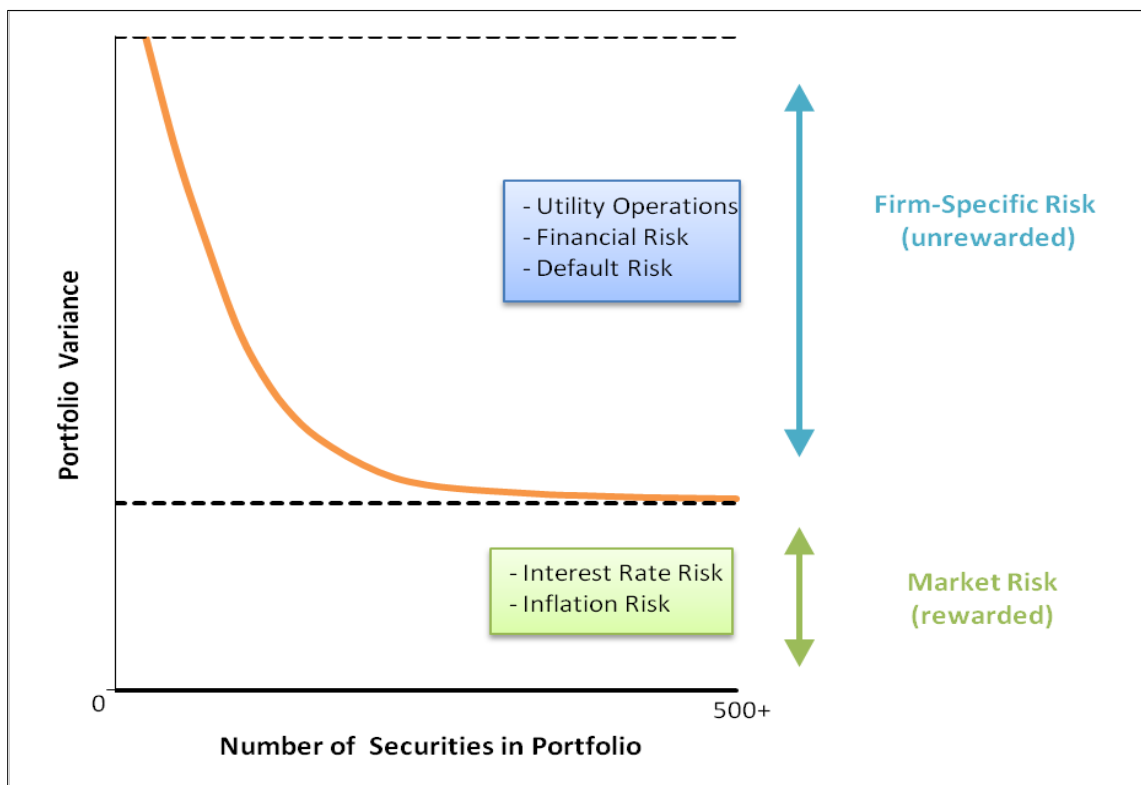 Portfolio Variance
- Utility Operations
- Financial Risk
- Default Risk
Firm-Specific Risk
(unrewarded)
- Interest Rate Risk
- Inflation Risk
Market Risk
(rewarded)
0
500+
Number of Securities in Portfolio